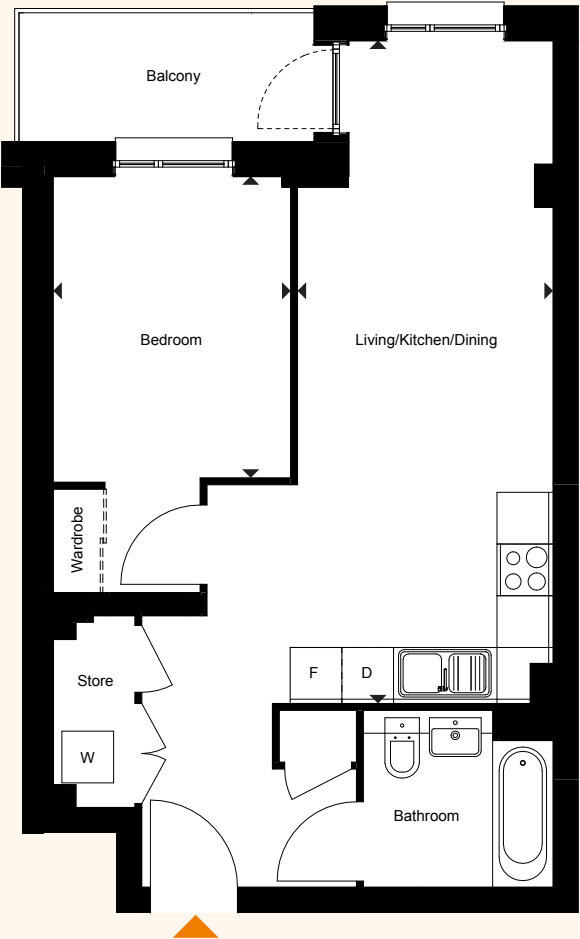 Balcony
Bedroom
Living/Kitchen/Dining
Wardrobe
F
D
Store
W
Bathroom